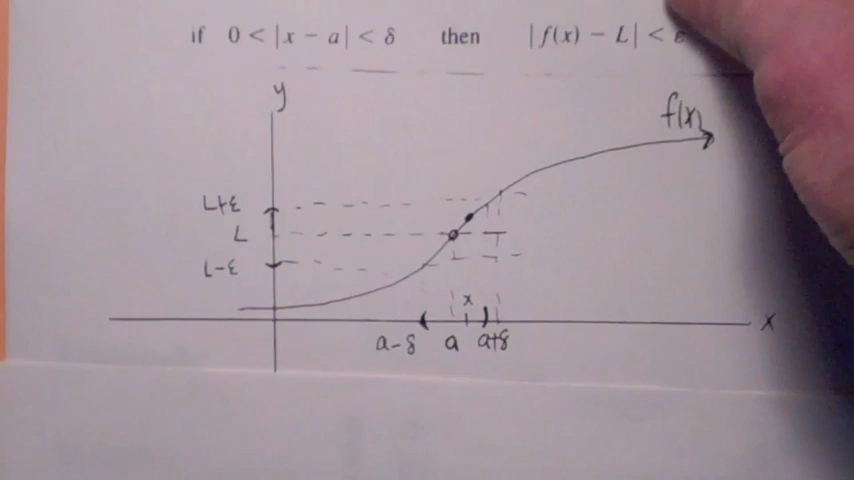 if 0 < |x − a| < δ then |f(x) − L| < ε
y
f(x)
L+ε
L
L-ε
x
x
a-δ a a+δ